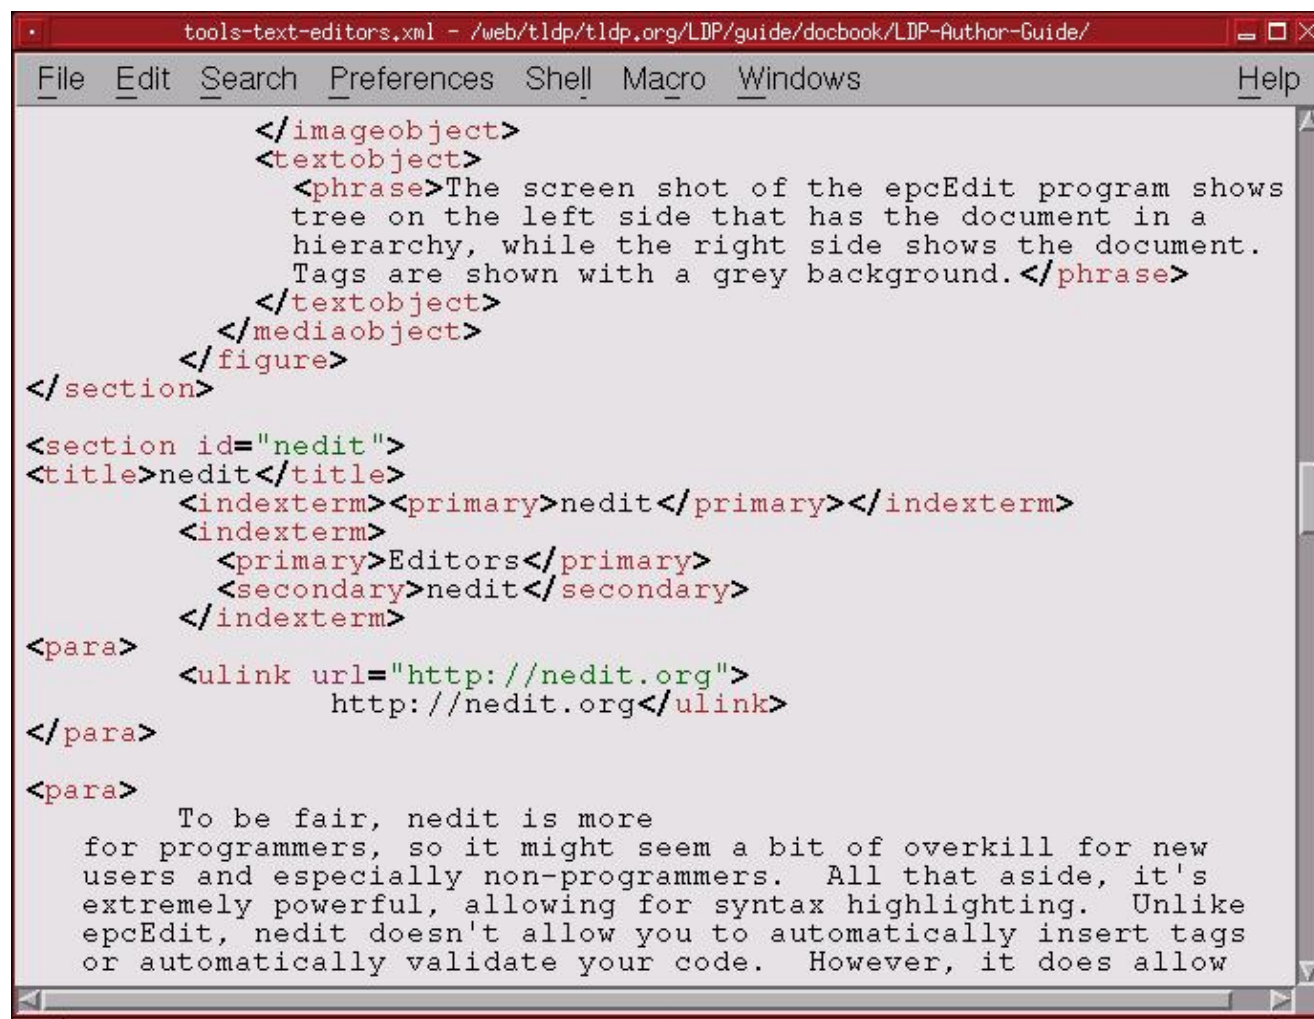 tools-text-editors.xml - /web/tldp/tldp.org/LDP/guide/docbook/LDP-Author-Guide/
File Edit Search Preferences Shell Macro Windows Help
</imageobject>
<textobject>
<phrase>The screen shot of the epcEdit program shows
tree on the left side that has the document in a
hierarchy, while the right side shows the document.
Tags are shown with a grey background.</phrase>
</textobject>
</mediaobject>
</figure>
</section>
<section id="nedit">
<title>nedit</title>
<indexterm><primary>nedit</primary></indexterm>
<indexterm>
<primary>Editors</primary>
<secondary>nedit</secondary>
</indexterm>
<para>
<ulink url="http://nedit.org">
http://nedit.org</ulink>
</para>
<para>
To be fair, nedit is more
for programmers, so it might seem a bit of overkill for new
users and especially non-programmers.  All that aside, it's
extremely powerful, allowing for syntax highlighting.  Unlike
epcEdit, nedit doesn't allow you to automatically insert tags
or automatically validate your code.  However, it does allow